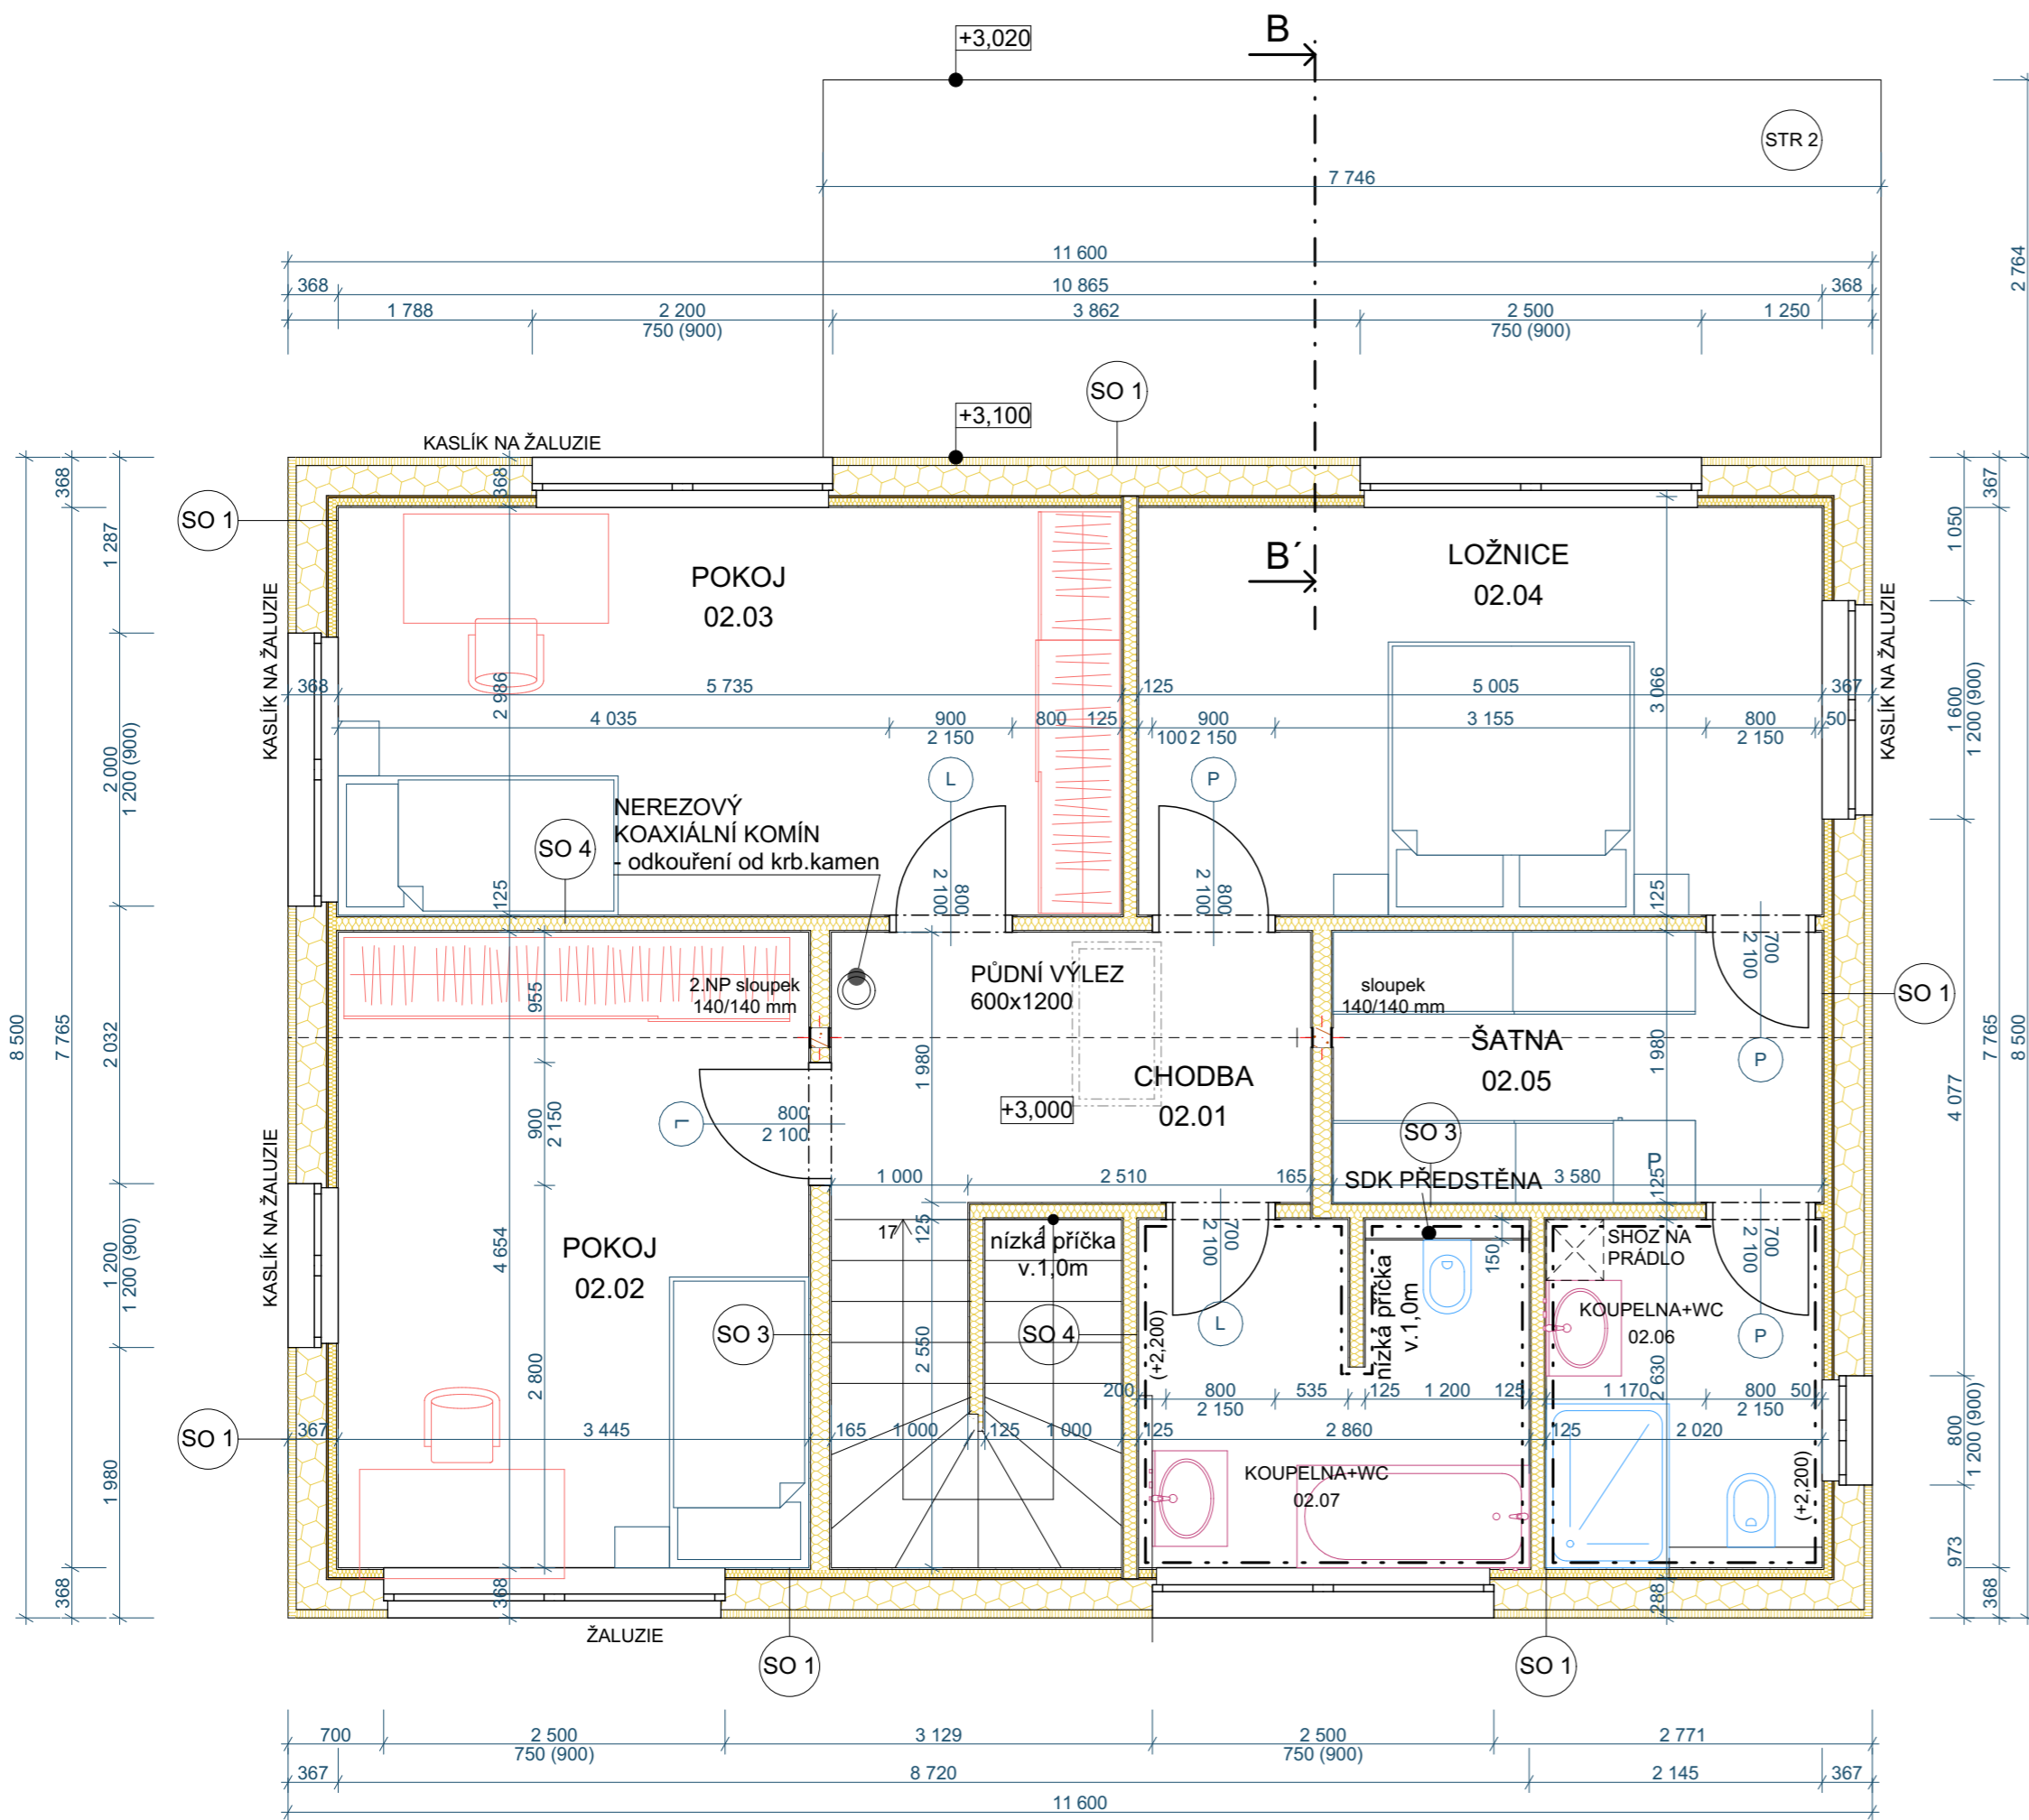 +3,020
B
STR 2
7 746
11 600
368
10 865
368
1 788
2 200
750 (900)
3 862
2 500
750 (900)
1 250
2 764
SO 1
+3,100
KASLÍK NA ŽALUZIE
368
SO 1
B´
POKOJ
02.03
LOŽNICE
02.04
KASLÍK NA ŽALUZIE
KASLÍK NA ŽALUZIE
8 500
7 765
368
1 287
2 000
1 200 (900)
2 032
1 200
1 200 (900)
1 980
368
367
1 050
1 600
1 200 (900)
4 077
800
1 200 (900)
973
368
7 765
8 500
368
5 735
125
5 005
367
2 986
3 066
4 035
900
2 150
800
125
100
900
2 150
3 155
800
2 150
50
L
P
NEREZOVÝ
KOAXIÁLNÍ KOMÍN
- odkouření od krb.kamen
SO 4
125
800
2 100
800
2 100
125
700
2 100
2.NP sloupek
140/140 mm
PŮDNÍ VÝLEZ
600x1200
sloupek
140/140 mm
SO 1
ŠATNA
02.05
P
955
1 980
1 980
CHODBA
02.01
+3,000
900
2 150
L
800
2 100
SO 3
P
SDK PŘEDSTĚNA
3 580
125
1 000
2 510
165
KASLÍK NA ŽALUZIE
4 654
POKOJ
02.02
17
125
1
nízká příčka
v.1,0m
700
2 100
nízká příčka
v.1,0m
150
SHOZ NA
PRÁDLO
700
2 100
KOUPELNA+WC
02.06
SO 3
SO 4
L
P
2 550
(+2,200)
2 800
2 630
200
800
2 150
535
125
1 200
125
1 170
800
2 150
50
SO 1
367
3 445
165
1 000
125
1 000
125
2 860
125
2 020
KOUPELNA+WC
02.07
(+2,200)
368
288
ŽALUZIE
SO 1
SO 1
700
2 500
750 (900)
3 129
2 500
750 (900)
2 771
367
8 720
2 145
367
11 600